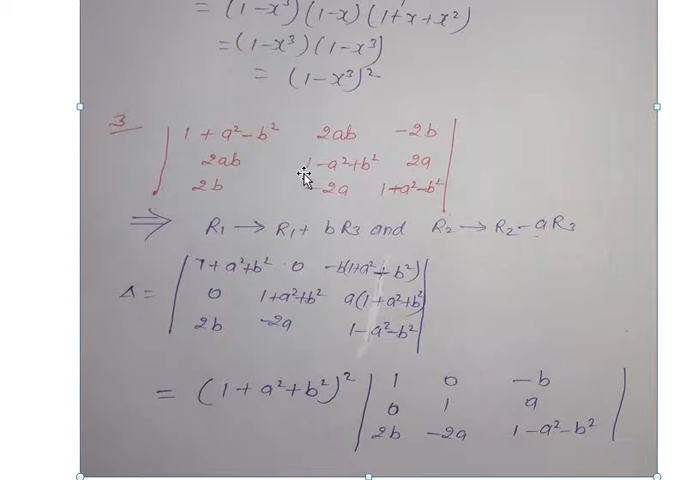 = (1-x³)(1-x)(1+x+x²)
= (1-x³)(1-x³)
= (1-x³)²
3
| 1+a²-b² 2ab -2b |
| 2ab 1-a²+b² 2a |
| 2b -2a 1+a²-b² |
⇒ R₁ → R₁ + bR₃ and R₂ → R₂ - aR₃
Δ = | 1+a²+b² 0 -b(1+a²+b²) |
| 0 1+a²+b² a(1+a²+b²) |
| 2b -2a 1-a²-b² |
= (1+a²+b²)² | 1 0 -b |
| 0 1 a |
| 2b -2a 1-a²-b² |